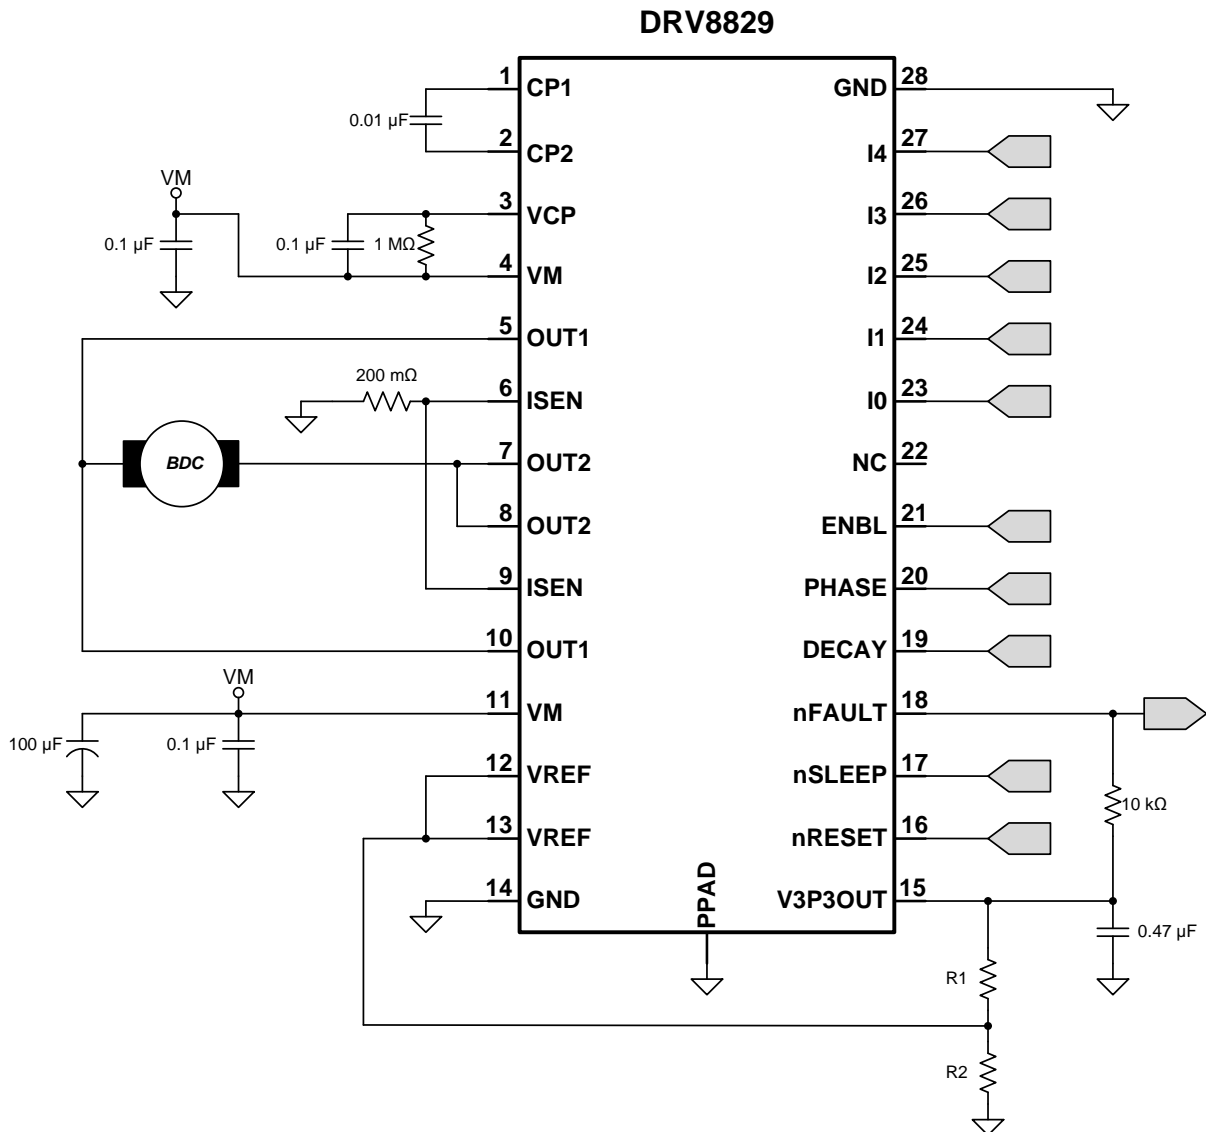 DRV8829
1 CP1
GND 28
0.01 µF
2 CP2
I4 27
VM
3 VCP
I3 26
0.1 µF
0.1 µF
1 MΩ
4 VM
I2 25
5 OUT1
I1 24
200 mΩ
6 ISEN
I0 23
BDC
7 OUT2
NC 22
8 OUT2
ENBL 21
9 ISEN
PHASE 20
10 OUT1
DECAY 19
VM
11 VM
nFAULT 18
100 µF
0.1 µF
12 VREF
nSLEEP 17
10 kΩ
13 VREF
nRESET 16
14 GND
PPAD
V3P3OUT 15
0.47 µF
R1
R2